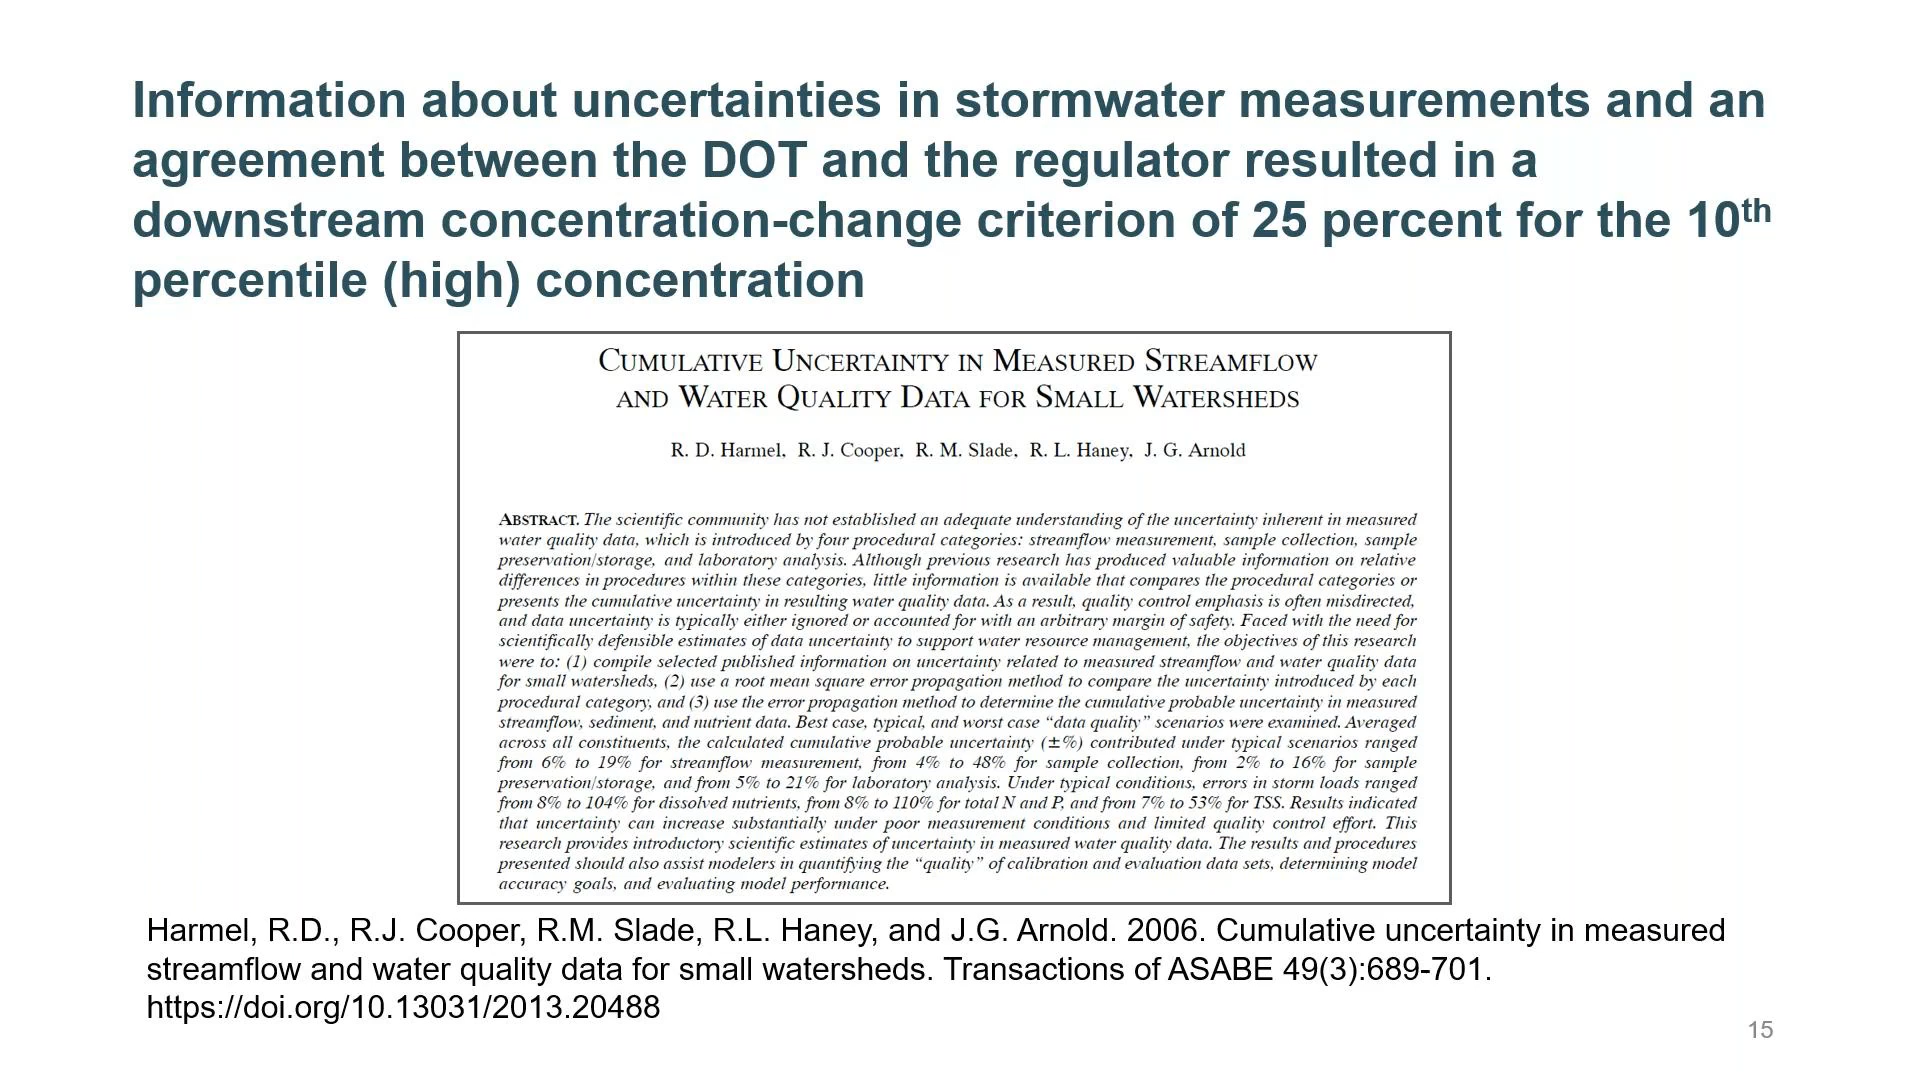 Information about uncertainties in stormwater measurements and an
agreement between the DOT and the regulator resulted in a
downstream concentration-change criterion of 25 percent for the 10th
percentile (high) concentration
CUMULATIVE UNCERTAINTY IN MEASURED STREAMFLOW
AND WATER QUALITY DATA FOR SMALL WATERSHEDS
R. D. Harmel, R. J. Cooper, R. M. Slade, R. L. Haney, J. G. Arnold
ABSTRACT. The scientific community has not established an adequate understanding of the uncertainty inherent in measured
water quality data, which is introduced by four procedural categories: streamflow measurement, sample collection, sample
preservation/storage, and laboratory analysis. Although previous research has produced valuable information on relative
differences in procedures within these categories, little information is available that compares the procedural categories or
presents the cumulative uncertainty in resulting water quality data. As a result, quality control emphasis is often misdirected,
and data uncertainty is typically either ignored or accounted for with an arbitrary margin of safety. Faced with the need for
scientifically defensible estimates of data uncertainty to support water resource management, the objectives of this research
were to: (1) compile selected published information on uncertainty related to measured streamflow and water quality data
for small watersheds, (2) use a root mean square error propagation method to compare the uncertainty introduced by each
procedural category, and (3) use the error propagation method to determine the cumulative probable uncertainty in measured
streamflow, sediment, and nutrient data. Best case, typical, and worst case “data quality” scenarios were examined. Averaged
across all constituents, the calculated cumulative probable uncertainty (±%) contributed under typical scenarios ranged
from 6% to 19% for streamflow measurement, from 4% to 48% for sample collection, from 2% to 16% for sample
preservation/storage, and from 5% to 21% for laboratory analysis. Under typical conditions, errors in storm loads ranged
from 8% to 104% for dissolved nutrients, from 8% to 110% for total N and P, and from 7% to 53% for TSS. Results indicated
that uncertainty can increase substantially under poor measurement conditions and limited quality control effort. This
research provides introductory scientific estimates of uncertainty in measured water quality data. The results and procedures
presented should also assist modelers in quantifying the “quality” of calibration and evaluation data sets, determining model
accuracy goals, and evaluating model performance.
Harmel, R.D., R.J. Cooper, R.M. Slade, R.L. Haney, and J.G. Arnold. 2006. Cumulative uncertainty in measured
streamflow and water quality data for small watersheds. Transactions of ASABE 49(3):689-701.
https://doi.org/10.13031/2013.20488
15